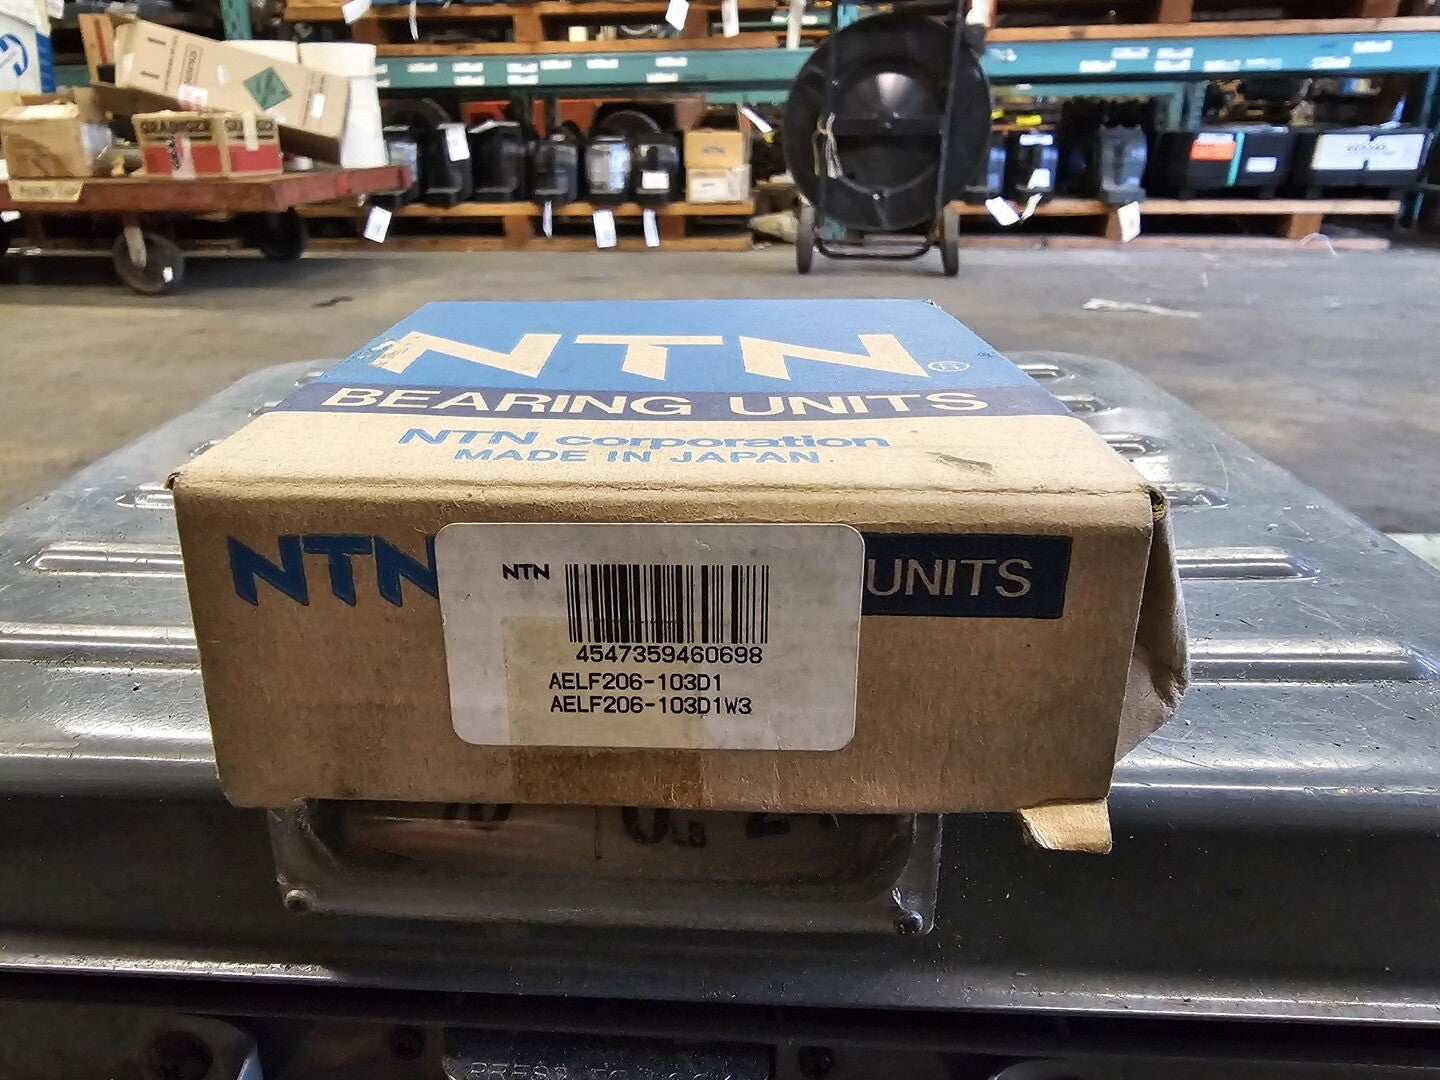 NTN®
BEARING UNITS
NTN corporation
MADE IN JAPAN
NTN UNITS
NTN
4547359460698
AELF206-103D1
AELF206-103D1W3